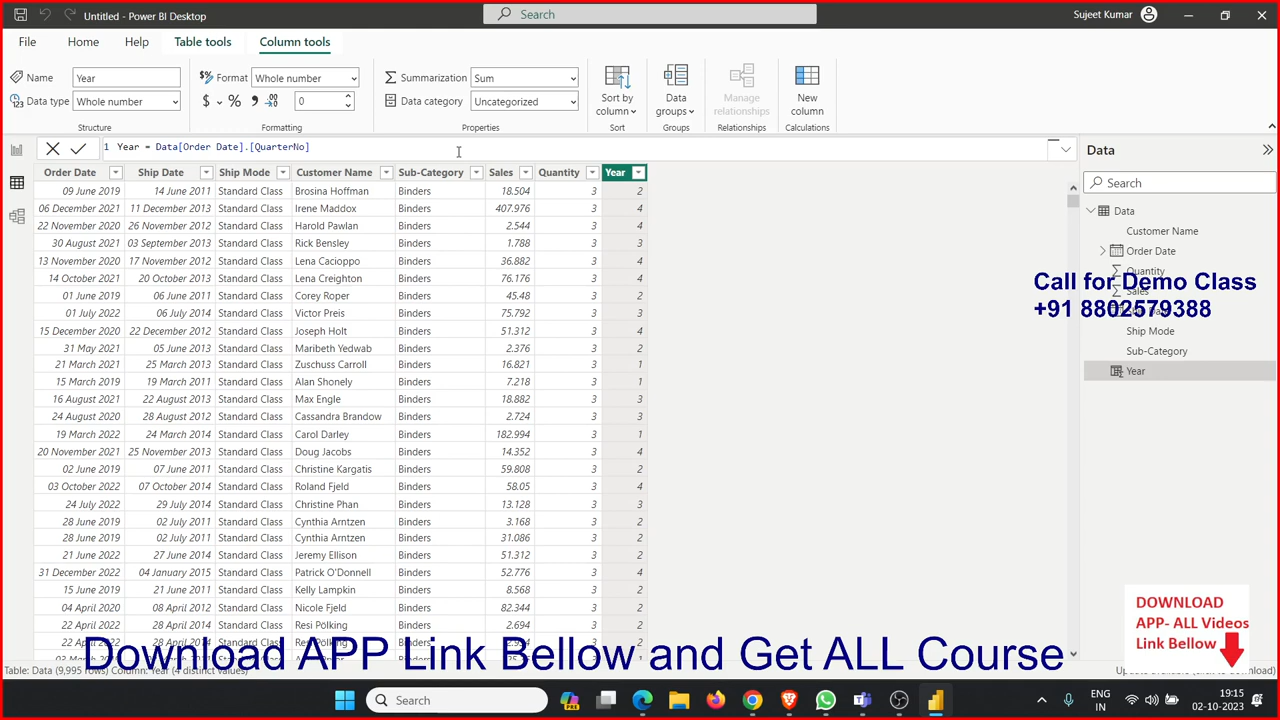 Untitled - Power BI Desktop
Search
Sujeet Kumar
File
Home
Help
Table tools
Column tools
Name
Year
Format
Whole number
Summarization
Sum
Data type
Whole number
$
%
0
Data category
Uncategorized
Sort by
column
Data
groups
Manage
relationships
New
column
Structure
Formatting
Properties
Sort
Groups
Relationships
Calculations
1 Year = Data[Order Date].[QuarterNo]
Order Date Ship Date Ship Mode Customer Name Sub-Category Sales Quantity Year
09 June 2019 14 June 2011 Standard Class Brosina Hoffman Binders 18.504 3 2
06 December 2021 11 December 2013 Standard Class Irene Maddox Binders 407.976 3 4
22 November 2020 26 November 2012 Standard Class Harold Pawlan Binders 2.544 3 4
30 August 2021 03 September 2013 Standard Class Rick Bensley Binders 1.788 3 3
13 November 2020 17 November 2012 Standard Class Lena Cacioppo Binders 36.882 3 4
14 October 2021 20 October 2013 Standard Class Lena Creighton Binders 76.176 3 4
01 June 2019 06 June 2011 Standard Class Corey Roper Binders 45.48 3 2
01 July 2022 06 July 2014 Standard Class Victor Preis Binders 75.792 3 3
15 December 2020 22 December 2012 Standard Class Joseph Holt Binders 51.312 3 4
31 May 2021 05 June 2013 Standard Class Maribeth Yedwab Binders 2.376 3 2
21 March 2021 25 March 2013 Standard Class Zuschuss Carroll Binders 16.821 3 1
15 March 2019 19 March 2011 Standard Class Alan Shonely Binders 7.218 3 1
16 August 2021 18 August 2013 Standard Class Max Engle Binders 18.882 3 3
24 August 2020 28 August 2012 Standard Class Cassandra Brandow Binders 2.724 3 3
19 March 2022 24 March 2014 Standard Class Carol Darley Binders 182.994 3 1
20 November 2021 25 November 2013 Standard Class Doug Jacobs Binders 14.352 3 4
02 June 2019 07 June 2011 Standard Class Christine Kargatis Binders 59.808 3 2
03 October 2022 07 October 2014 Standard Class Roland Fjeld Binders 58.05 3 4
24 July 2022 29 July 2014 Standard Class Christine Phan Binders 13.128 3 3
28 June 2019 02 July 2011 Standard Class Cynthia Arntzen Binders 3.168 3 2
28 June 2019 02 July 2011 Standard Class Cynthia Arntzen Binders 31.086 3 2
21 June 2022 27 June 2014 Standard Class Jeremy Ellison Binders 51.312 3 2
31 December 2022 04 January 2015 Standard Class Patrick O'Donnell Binders 52.776 3 4
15 June 2019 21 June 2011 Standard Class Kelly Lampkin Binders 8.568 3 2
04 April 2020 08 April 2012 Standard Class Nicole Fjeld Binders 82.344 3 2
22 April 2022 28 April 2014 Standard Class Resi Pölking Binders 3 2
Data
Search
Data
Customer Name
Order Date
Quantity
Sales
Ship Mode
Sub-Category
Year
Call for Demo Class
+91 8802579388
DOWNLOAD
APP- ALL Videos
Link Bellow
Download APP Link Bellow and Get ALL Course
Table: Data (9,995 rows) Column: Year (4 distinct values)
Search
ENG
IN
19:15
02-10-2023